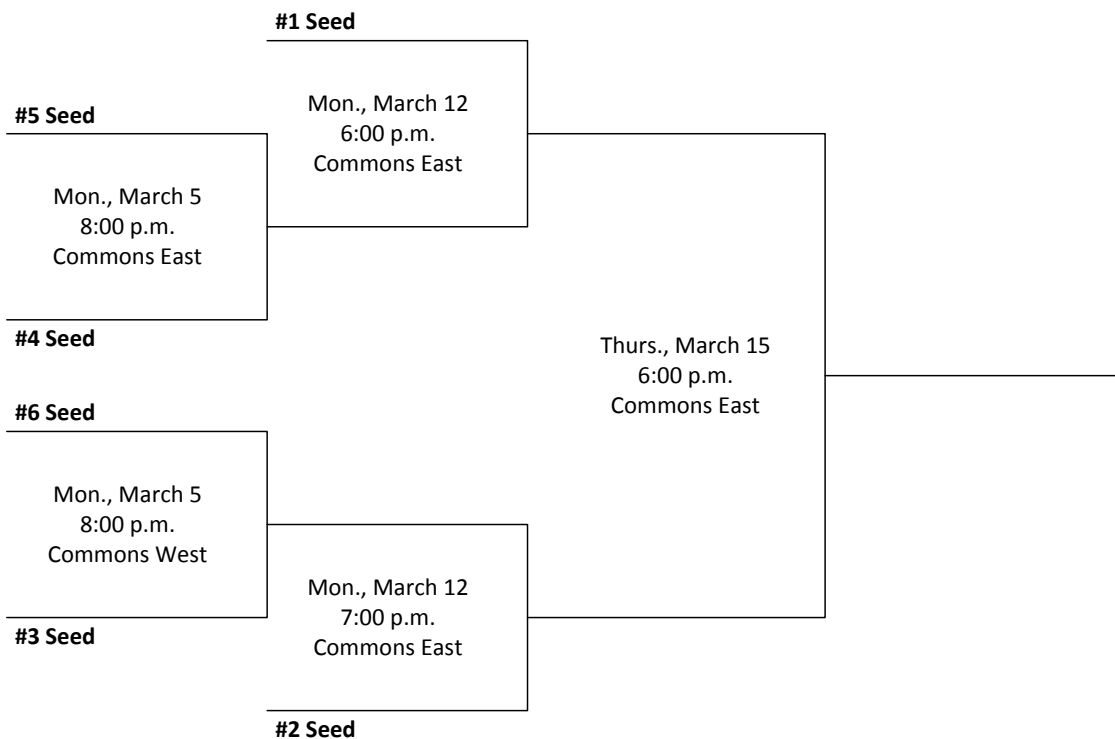 #1 Seed
Mon., March 12
6:00 p.m.
Commons East
#5 Seed
Mon., March 5
8:00 p.m.
Commons East
#4 Seed
Thurs., March 15
6:00 p.m.
Commons East
#6 Seed
Mon., March 5
8:00 p.m.
Commons West
#3 Seed
Mon., March 12
7:00 p.m.
Commons East
#2 Seed